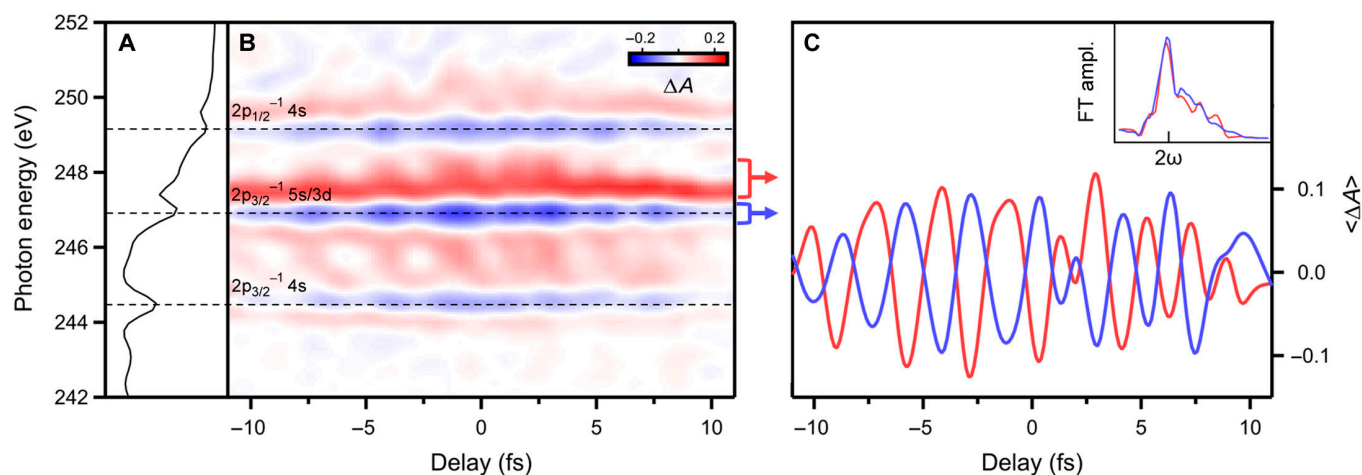 A
B
C
252
250
248
246
244
242
Photon energy (eV)
−0.2 0.2
ΔA
2p1/2−1 4s
2p3/2−1 5s/3d
2p3/2−1 4s
−10 −5 0 5 10
Delay (fs)
FT ampl.
2ω
0.1
0.0
−0.1
<ΔA>
−10 −5 0 5 10
Delay (fs)